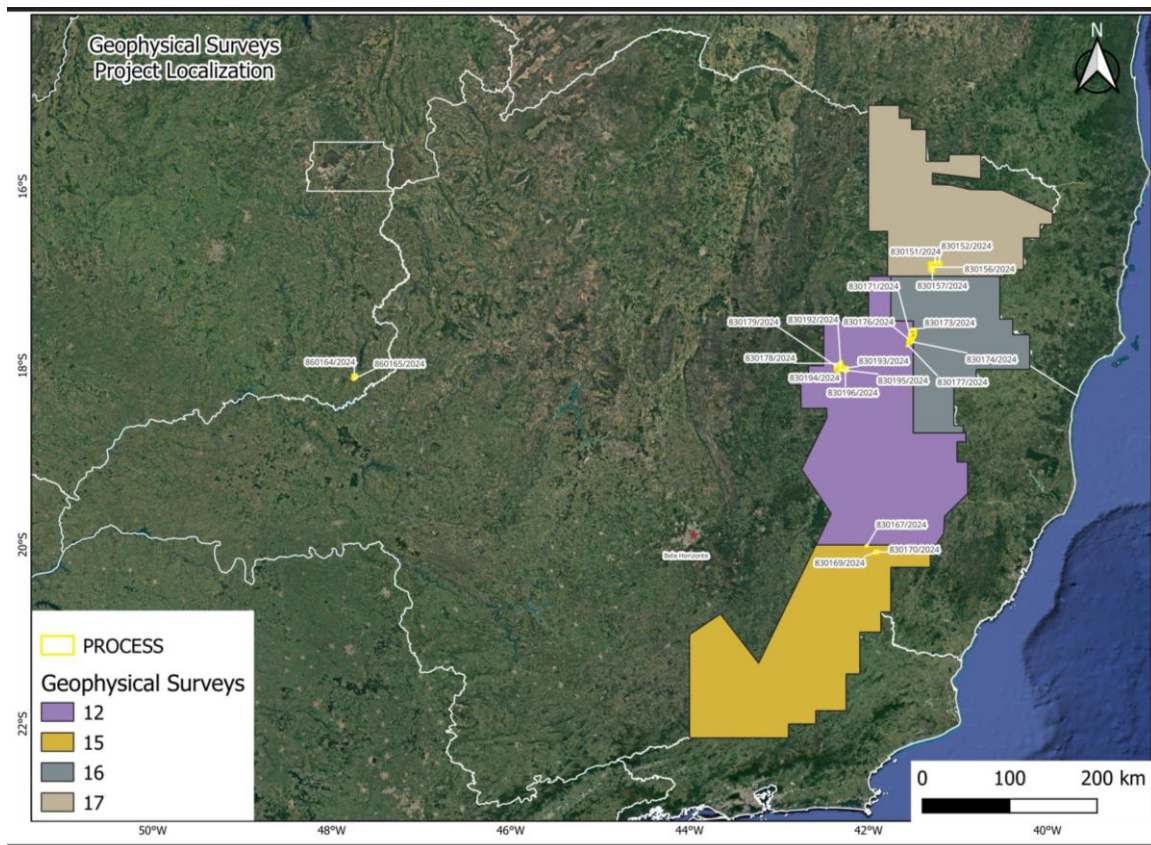 Geophysical Surveys
Project Localization
N
16°S
18°S
20°S
22°S
830151/2024
830152/2024
830156/2024
830157/2024
830171/2024
830192/2024
830176/2024
830173/2024
830179/2024
830178/2024
830193/2024
830174/2024
830194/2024
830195/2024
830177/2024
830196/2024
860164/2024
860165/2024
830167/2024
830170/2024
830169/2024
Belo Horizonte
PROCESS
Geophysical Surveys
12
15
16
17
0 100 200 km
50°W 48°W 46°W 44°W 42°W 40°W